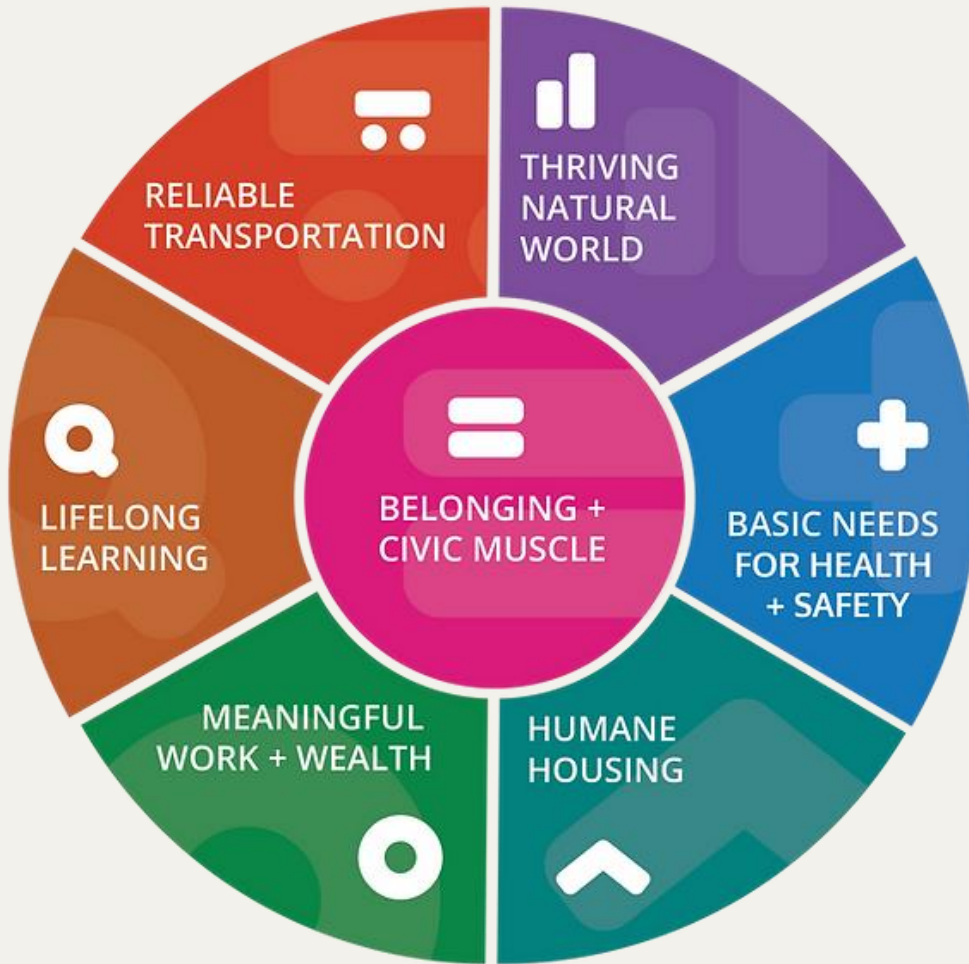 THRIVING
NATURAL
WORLD
BASIC NEEDS
FOR HEALTH
+ SAFETY
HUMANE
HOUSING
MEANINGFUL
WORK + WEALTH
LIFELONG
LEARNING
RELIABLE
TRANSPORTATION
BELONGING +
CIVIC MUSCLE